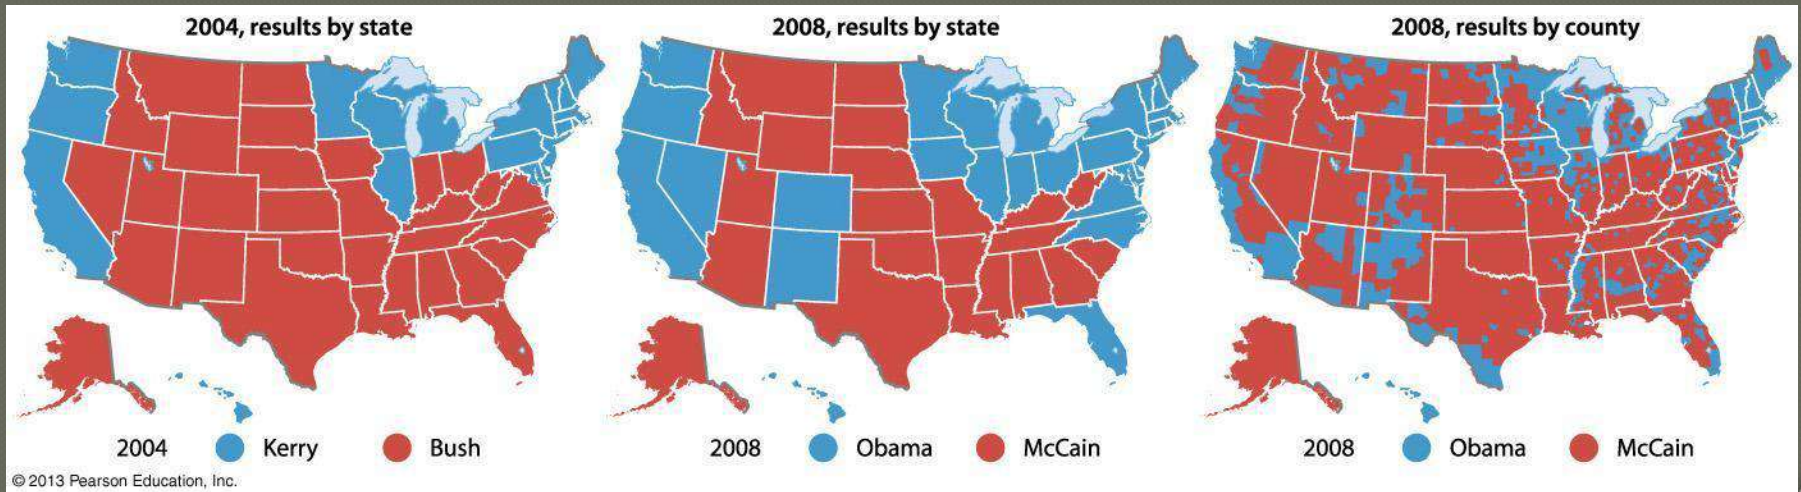 2004, results by state
2008, results by state
2008, results by county
2004 Kerry Bush
2008 Obama McCain
2008 Obama McCain
© 2013 Pearson Education, Inc.